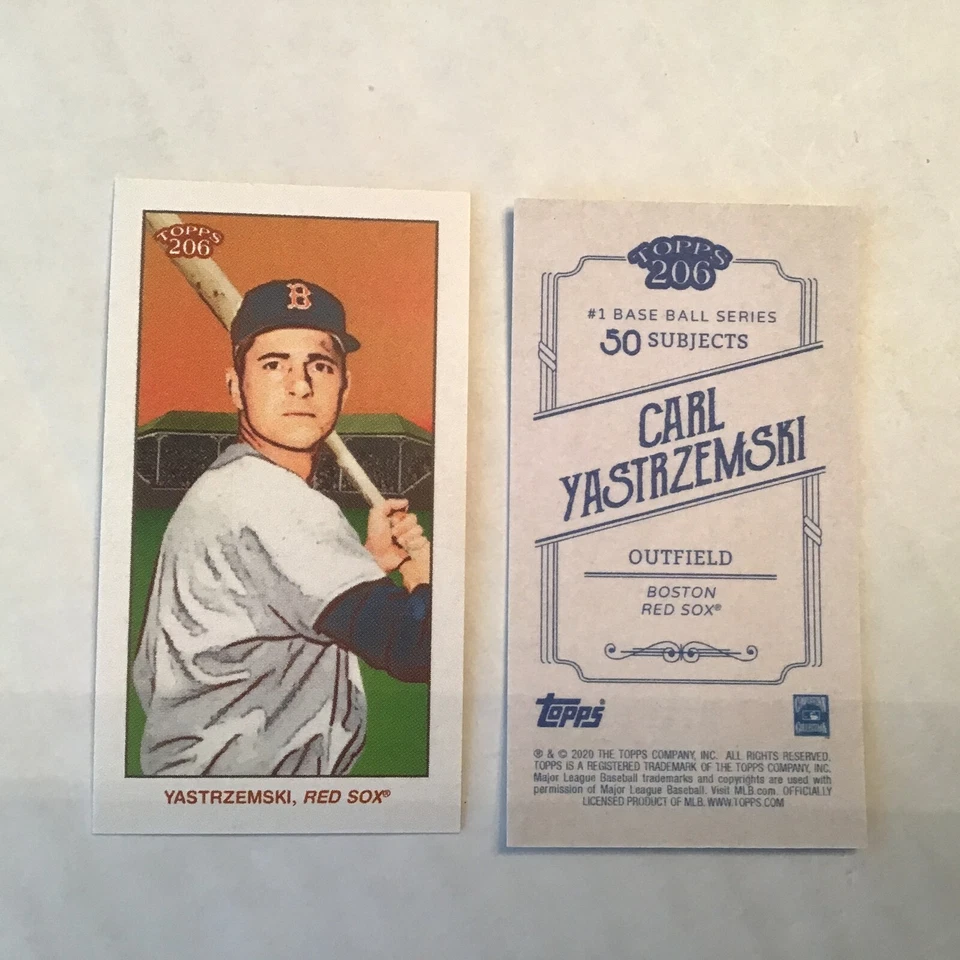 TOPPS
206
B
YASTRZEMSKI, RED SOX®
TOPPS
206
#1 BASE BALL SERIES
50 SUBJECTS
CARL
YASTRZEMSKI
OUTFIELD
BOSTON
RED SOX®
topps®
® & © 2020 THE TOPPS COMPANY, INC. ALL RIGHTS RESERVED.
TOPPS IS A REGISTERED TRADEMARK OF THE TOPPS COMPANY, INC.
Major League Baseball trademarks and copyrights are used with
permission of Major League Baseball. Visit MLB.com. OFFICIALLY
LICENSED PRODUCT OF MLB. WWW.TOPPS.COM